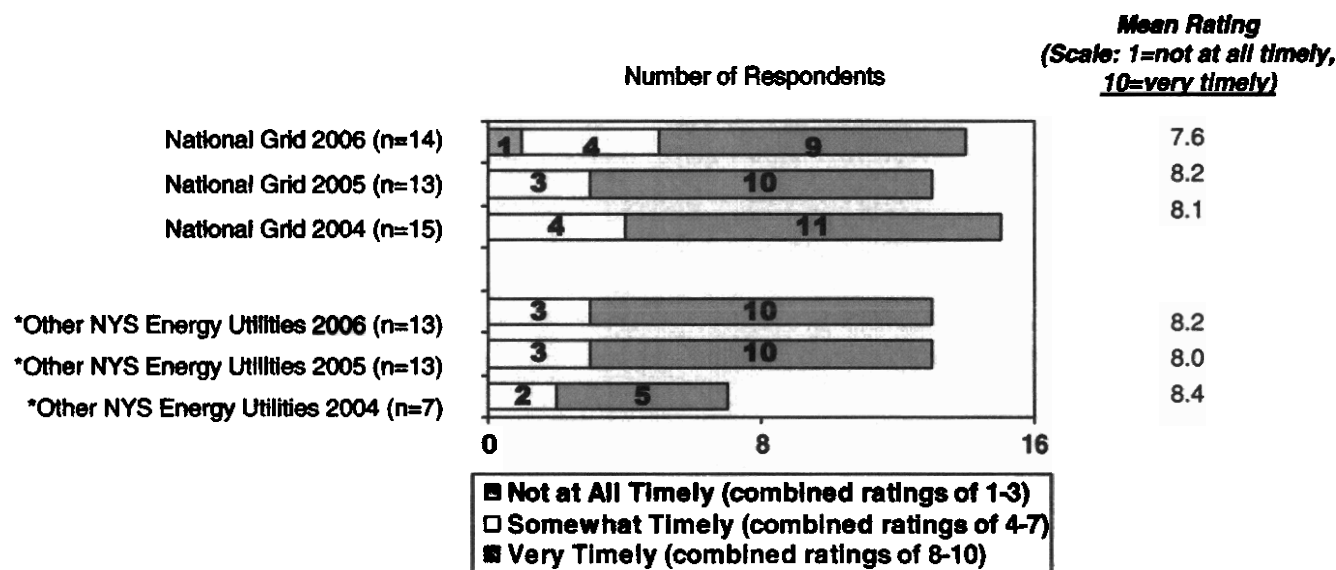 Mean Rating
(Scale: 1=not at all timely,
10=very timely)
Number of Respondents
National Grid 2006 (n=14) 1 4 9 7.6
National Grid 2005 (n=13) 3 10 8.2
National Grid 2004 (n=15) 4 11 8.1
*Other NYS Energy Utilities 2006 (n=13) 3 10 8.2
*Other NYS Energy Utilities 2005 (n=13) 3 10 8.0
*Other NYS Energy Utilities 2004 (n=7) 2 5 8.4
0 8 16
Not at All Timely (combined ratings of 1-3)
Somewhat Timely (combined ratings of 4-7)
Very Timely (combined ratings of 8-10)